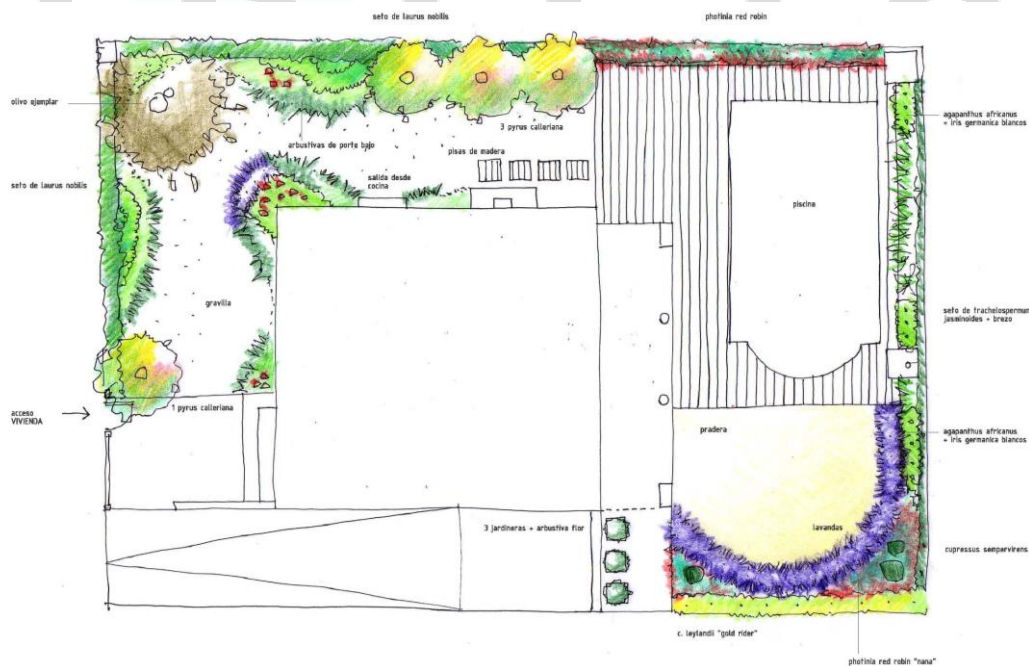 seto de laurus nobilis
photinia red robin
olivo ejemplar
agapanthus africanus
+ iris germanica blancos
3 pyrus calleriana
arbustivas de porte bajo
pisas de madera
salida desde
cocina
seto de laurus nobilis
piscina
gravilla
seto de trachelospermum
jasminoides + brezo
1 pyrus calleriana
acceso
VIVIENDA
pradera
agapanthus africanus
+ iris germanica blancos
3 jardineras + arbustiva flor
lavandas
cupressus sempervirens
c. leylandii "gold rider"
photinia red robin "nana"